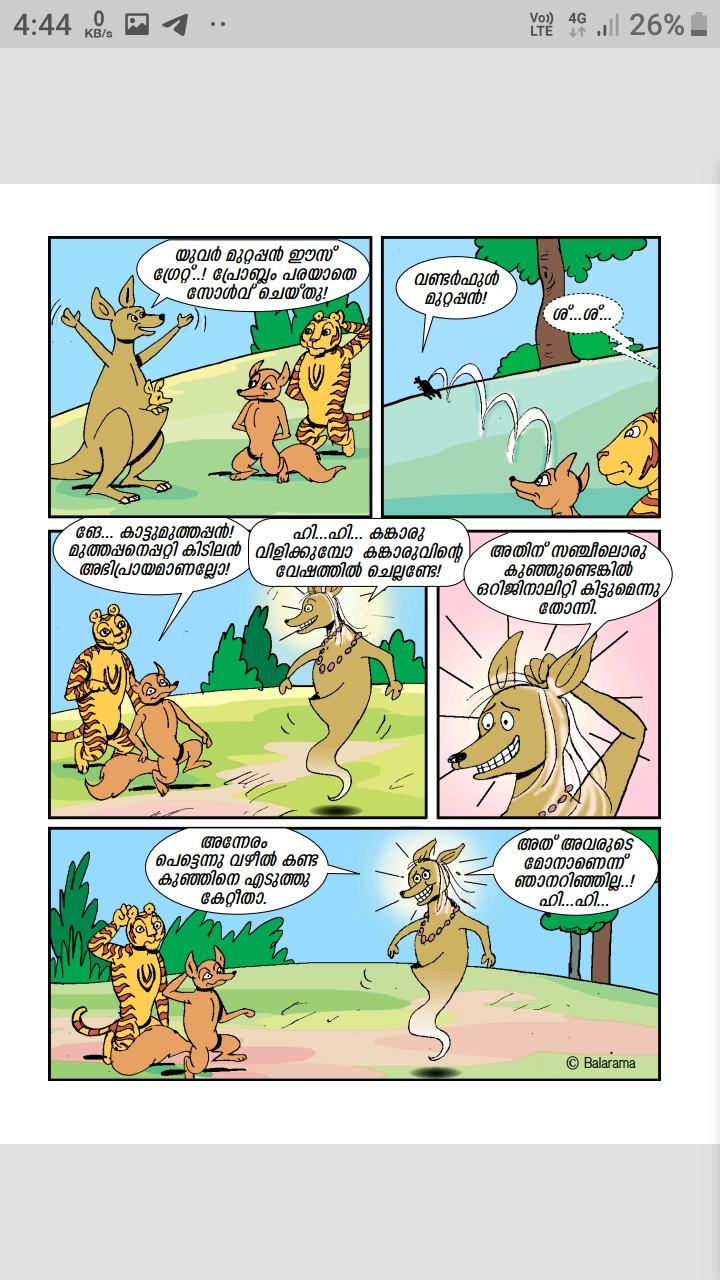 4:44 0 KB/s Vo)) LTE 4G 26%
യുവർ മുറ്റപ്പൻ ഈസ്
ഗ്രേറ്റ്..! പ്രോബ്ലം പരയാതെ
സോൾവ് ചെയ്തു!
വണ്ടർഫുൾ
മുറ്റപ്പൻ!
ശ്...ശ്...
ങേ... കാട്ടുമുത്തപ്പൻ!
മുത്തപ്പനെപ്പറ്റി കിടിലൻ
അഭിപ്രായമാണല്ലോ!
ഹി...ഹി... കങ്കാരു
വിളിക്കുമ്പോ കങ്കാരുവിന്റെ
വേഷത്തിൽ ചെല്ലണ്ടേ!
അതിന് സഞ്ചീലൊരു
കുഞ്ഞുണ്ടെങ്കിൽ
ഒറിജിനാലിറ്റി കിട്ടുമെന്നു
തോന്നി.
അന്നേരം
പെട്ടെന്നു വഴീൽ കണ്ട
കുഞ്ഞിനെ എടുത്തു
കേറ്റീതാ.
അത് അവരുടെ
മോനാണെന്ന്
ഞാനറിഞ്ഞില്ല..!
ഹി...ഹി...
© Balarama